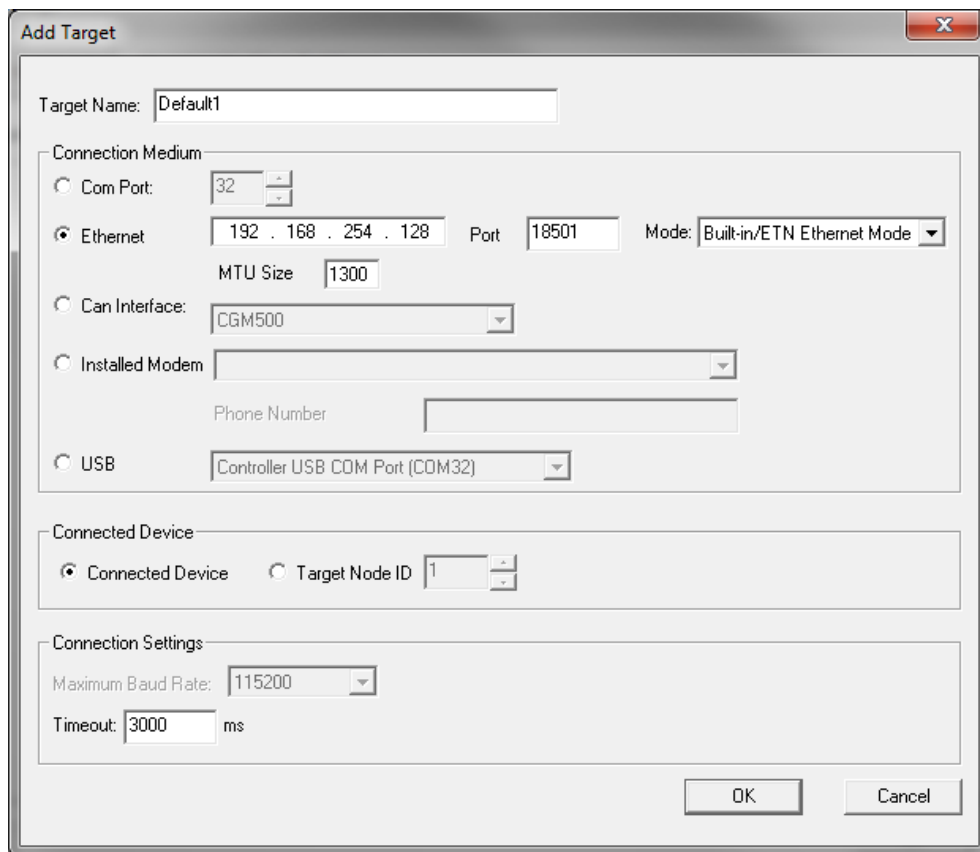 Add Target
Target Name: Default1
Connection Medium
Com Port: 32
Ethernet 192 . 168 . 254 . 128 Port 18501 Mode: Built-in/ETN Ethernet Mode
MTU Size 1300
Can Interface: CGM500
Installed Modem
Phone Number
USB Controller USB COM Port (COM32)
Connected Device
Connected Device Target Node ID 1
Connection Settings
Maximum Baud Rate: 115200
Timeout: 3000 ms
OK Cancel